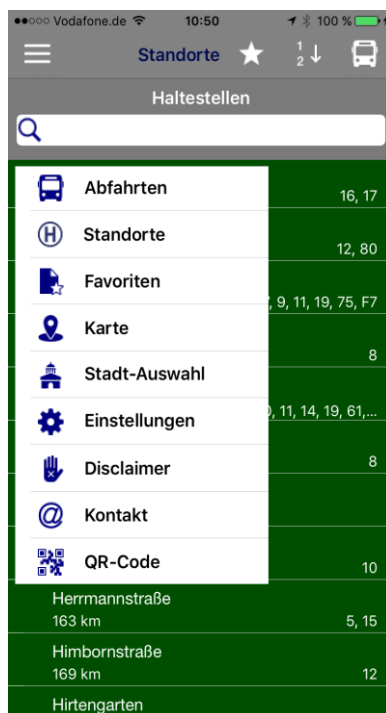 Vodafone.de 10:50 100 %
Standorte 1 2
Haltestellen
Abfahrten 16, 17
Standorte 12, 80
Favoriten , 9, 11, 19, 75, F7
Karte 8
Stadt-Auswahl , 11, 14, 19, 61,...
Einstellungen
Disclaimer 8
Kontakt
QR-Code 10
Herrmannstraße
163 km 5, 15
Himbornstraße
169 km 12
Hirtengarten